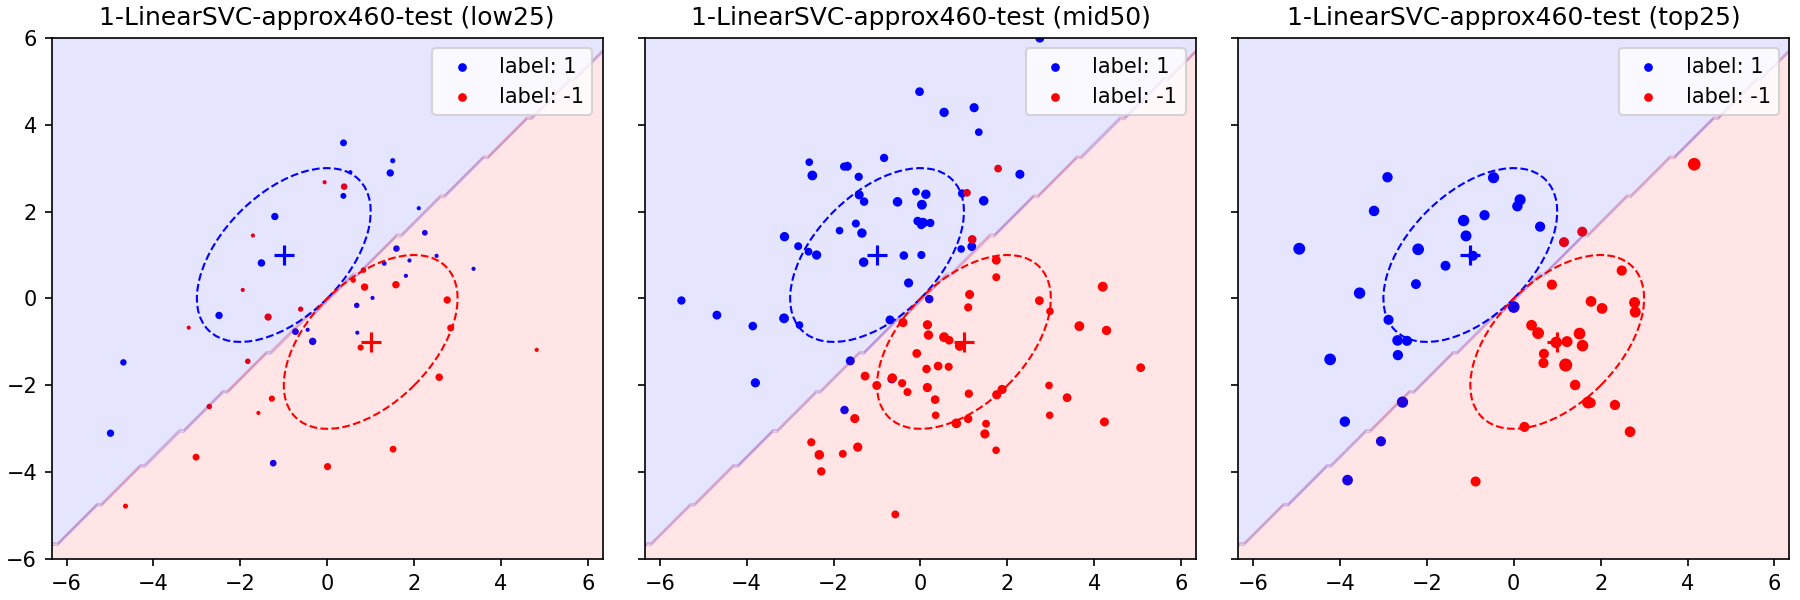 1-LinearSVC-approx460-test (low25)
1-LinearSVC-approx460-test (mid50)
1-LinearSVC-approx460-test (top25)
label: 1
label: -1
label: 1
label: -1
label: 1
label: -1
6
4
2
0
−2
−4
−6
−6 −4 −2 0 2 4 6
−6 −4 −2 0 2 4 6
−6 −4 −2 0 2 4 6